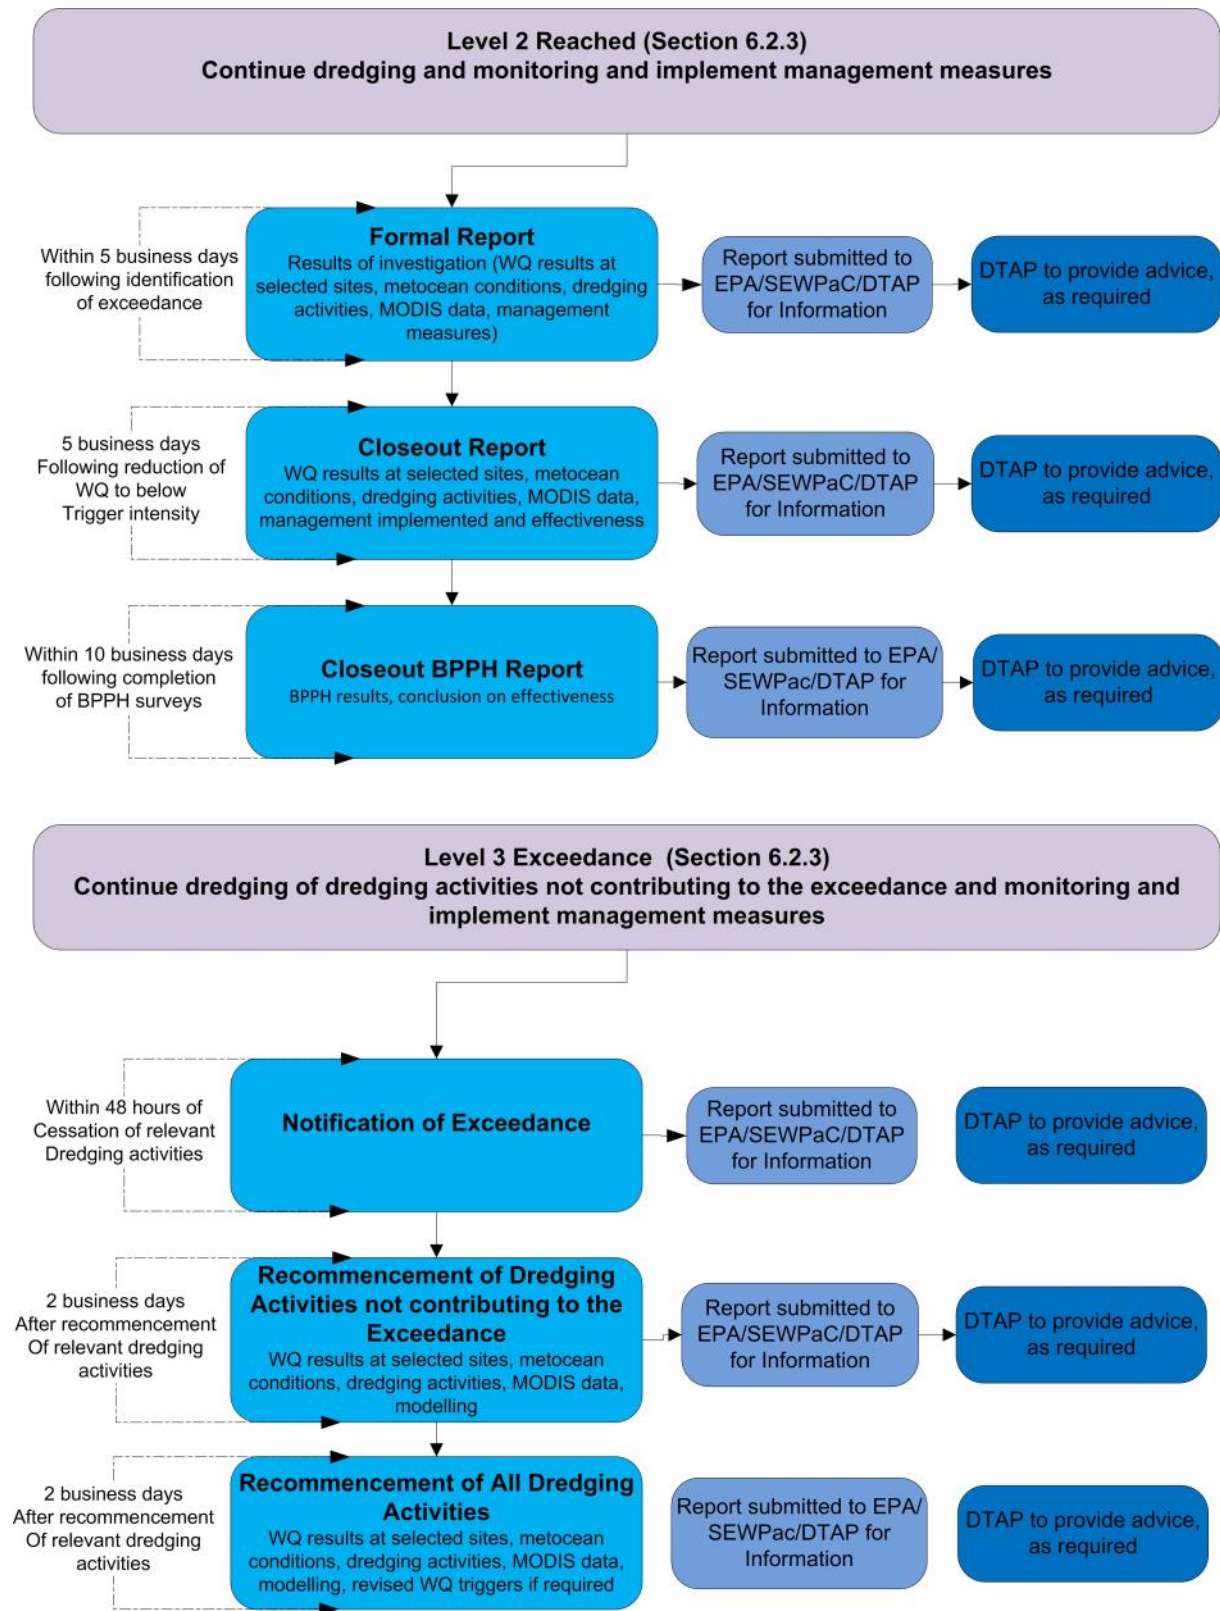 Level 2 Reached (Section 6.2.3)
Continue dredging and monitoring and implement management measures
Within 5 business days
following identification
of exceedance
Formal Report
Results of investigation (WQ results at
selected sites, metocean conditions, dredging
activities, MODIS data, management
measures)
Report submitted to
EPA/SEWPaC/DTAP
for Information
DTAP to provide advice,
as required
5 business days
Following reduction of
WQ to below
Trigger intensity
Closeout Report
WQ results at selected sites, metocean
conditions, dredging activities, MODIS data,
management implemented and effectiveness
Report submitted to
EPA/SEWPaC/DTAP
for Information
DTAP to provide advice,
as required
Within 10 business days
following completion
of BPPH surveys
Closeout BPPH Report
BPPH results, conclusion on effectiveness
Report submitted to EPA/
SEWPac/DTAP for
Information
DTAP to provide advice,
as required
Level 3 Exceedance (Section 6.2.3)
Continue dredging of dredging activities not contributing to the exceedance and monitoring and
implement management measures
Within 48 hours of
Cessation of relevant
Dredging activities
Notification of Exceedance
Report submitted to
EPA/SEWPaC/DTAP
for Information
DTAP to provide advice,
as required
2 business days
After recommencement
Of relevant dredging
activities
Recommencement of Dredging
Activities not contributing to the
Exceedance
WQ results at selected sites, metocean
conditions, dredging activities, MODIS data,
modelling
Report submitted to
EPA/SEWPaC/DTAP
for Information
DTAP to provide advice,
as required
2 business days
After recommencement
Of relevant dredging
activities
Recommencement of All Dredging
Activities
WQ results at selected sites, metocean
conditions, dredging activities, MODIS data,
modelling, revised WQ triggers if required
Report submitted to EPA/
SEWPac/DTAP for
Information
DTAP to provide advice,
as required